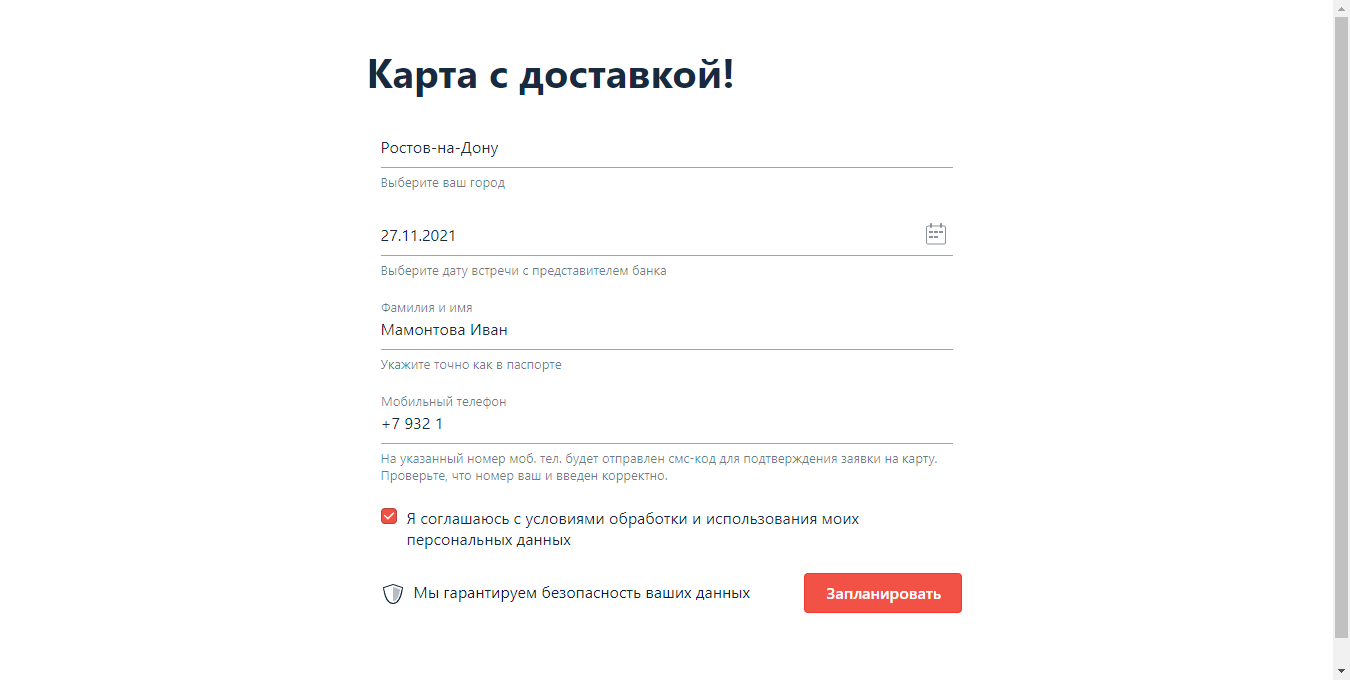 Карта с доставкой!
Ростов-на-Дону
Выберите ваш город
27.11.2021
Выберите дату встречи с представителем банка
Фамилия и имя
Мамонтова Иван
Укажите точно как в паспорте
Мобильный телефон
+7 932 1
На указанный номер моб. тел. будет отправлен смс-код для подтверждения заявки на карту.
Проверьте, что номер ваш и введен корректно.
Я соглашаюсь с условиями обработки и использования моих
персональных данных
Мы гарантируем безопасность ваших данных
Запланировать